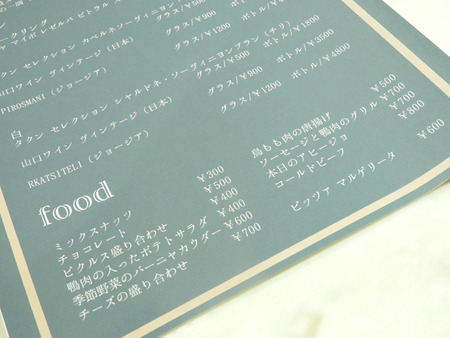 タクン セレクション カベルネソーヴィニヨン
グラス/¥500 ボトル/¥1800
山口ワイン ヴィンテージ (日本)
グラス/¥900
PIROSMANI (ジョージア)
グラス/¥1200 ボトル/¥4800
白
タクン セレクション シャルドネ・ソーヴィニヨンブラン (チリ)
グラス/¥500
山口ワイン ヴィンテージ (日本)
グラス/¥900 ボトル/¥3500
RKATSITELI (ジョージア)
グラス/¥1200 ボトル/¥4800
food
ミックスナッツ ¥300
チョコレート ¥500
ピクルス盛り合わせ ¥400
鴨肉の入ったポテトサラダ ¥400
季節野菜のバーニャカウダー ¥600
チーズの盛り合わせ ¥700
鳥もも肉の唐揚げ ¥500
ソーセージと鴨肉のグリル ¥700
本日のアヒージョ ¥700
コールドビーフ ¥800
ピッツア マルゲリータ ¥600